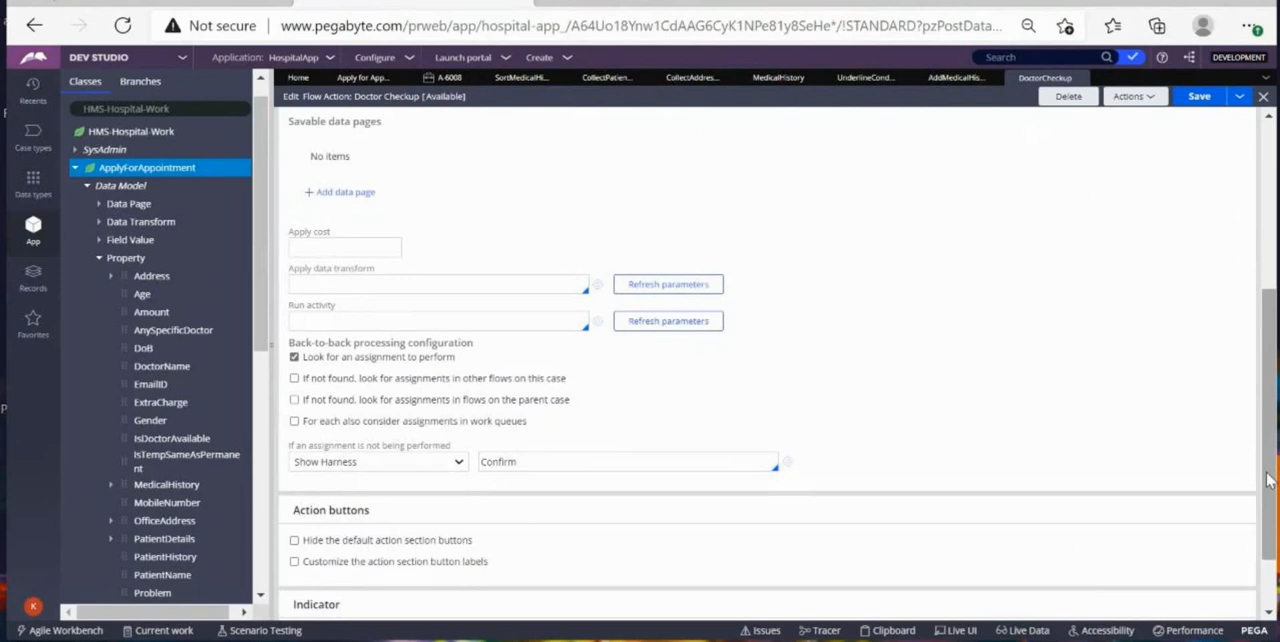 Not secure
www.pegabyte.com/prweb/app/hospital-app_/A64Uo18Ynw1CdAAG6CyK1NPe81y8SeHe*/!STANDARD?pzPostData...
DEV STUDIO
Application: HospitalApp
Configure
Launch portal
Create
Search
DEVELOPMENT
Recents
Case types
Data types
App
Records
Favorites
K
Classes
Branches
HMS-Hospital-Work
HMS-Hospital-Work
SysAdmin
ApplyForAppointment
Data Model
Data Page
Data Transform
Field Value
Property
Address
Age
Amount
AnySpecificDoctor
DoB
DoctorName
EmailID
ExtraCharge
Gender
IsDoctorAvailable
IsTempSameAsPermane
nt
MedicalHistory
MobileNumber
OfficeAddress
PatientDetails
PatientHistory
PatientName
Problem
Home
Apply for App...
A-6008
SortMedicalHi...
CollectPatien...
CollectAddres...
MedicalHistory
UnderlineCond...
AddMedicalHis...
DoctorCheckup
Edit Flow Action: Doctor Checkup [Available]
Delete
Actions
Save
Savable data pages
No items
+ Add data page
Apply cost
Apply data transform
Refresh parameters
Run activity
Refresh parameters
Back-to-back processing configuration
Look for an assignment to perform
If not found, look for assignments in other flows on this case
If not found, look for assignments in flows on the parent case
For each also consider assignments in work queues
If an assignment is not being performed
Show Harness
Confirm
Action buttons
Hide the default action section buttons
Customize the action section button labels
Indicator
Agile Workbench
Current work
Scenario Testing
Issues
Tracer
Clipboard
Live UI
Live Data
Accessibility
Performance
PEGA